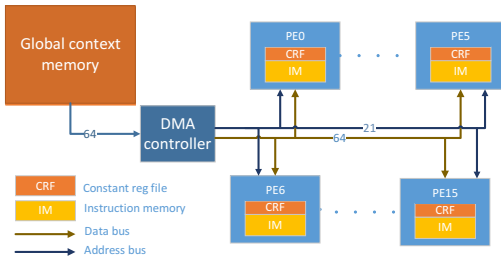 Global context
memory
PE0
CRF
IM
PE5
CRF
IM
64
DMA
controller
21
64
PE6
CRF
IM
PE15
CRF
IM
CRF Constant reg file
IM Instruction memory
Data bus
Address bus